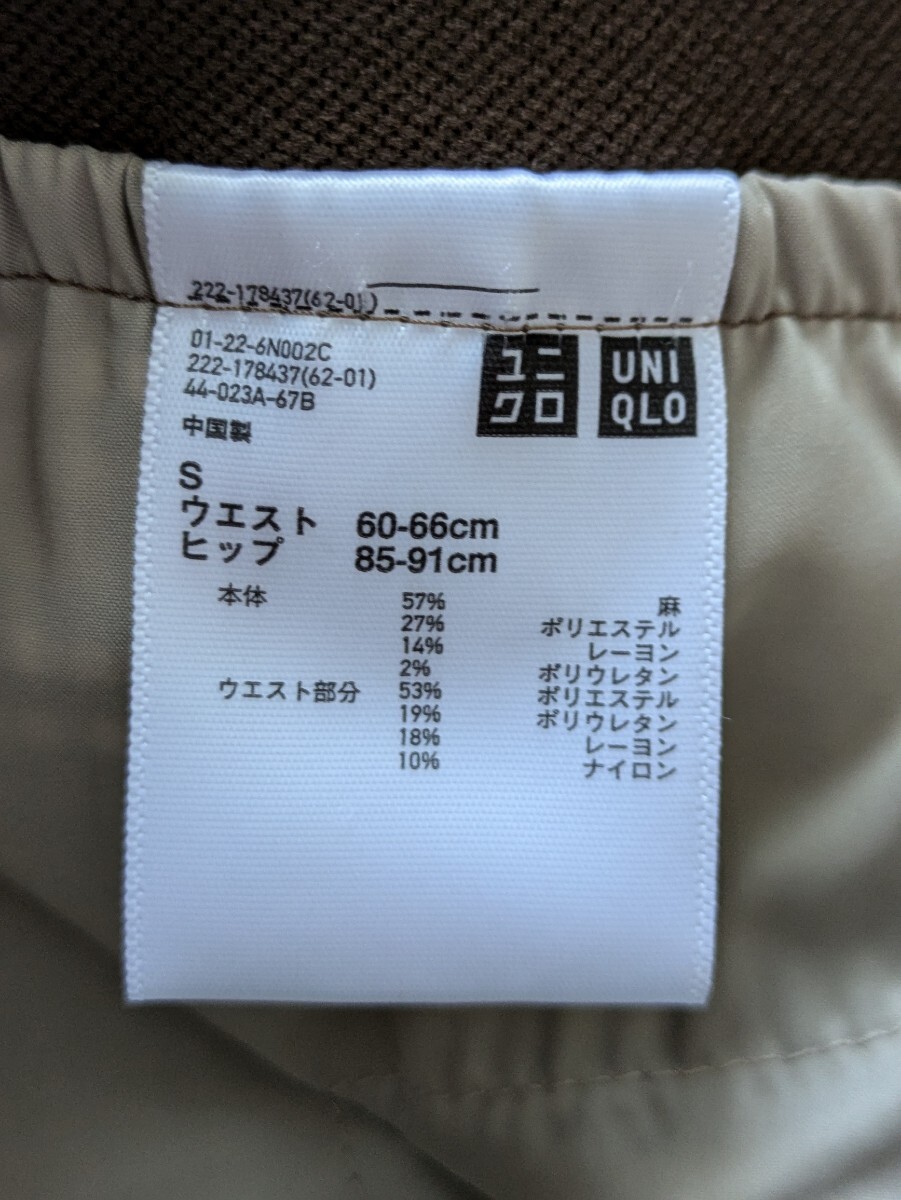 222-178437(62-01)
01-22-6N002C
222-178437(62-01)
44-023A-67B
中国製
ユニ
クロ
UNI
QLO
S
ウエスト 60-66cm
ヒップ 85-91cm
本体 57% 麻
27% ポリエステル
14% レーヨン
2% ポリウレタン
ウエスト部分 53% ポリエステル
19% ポリウレタン
18% レーヨン
10% ナイロン